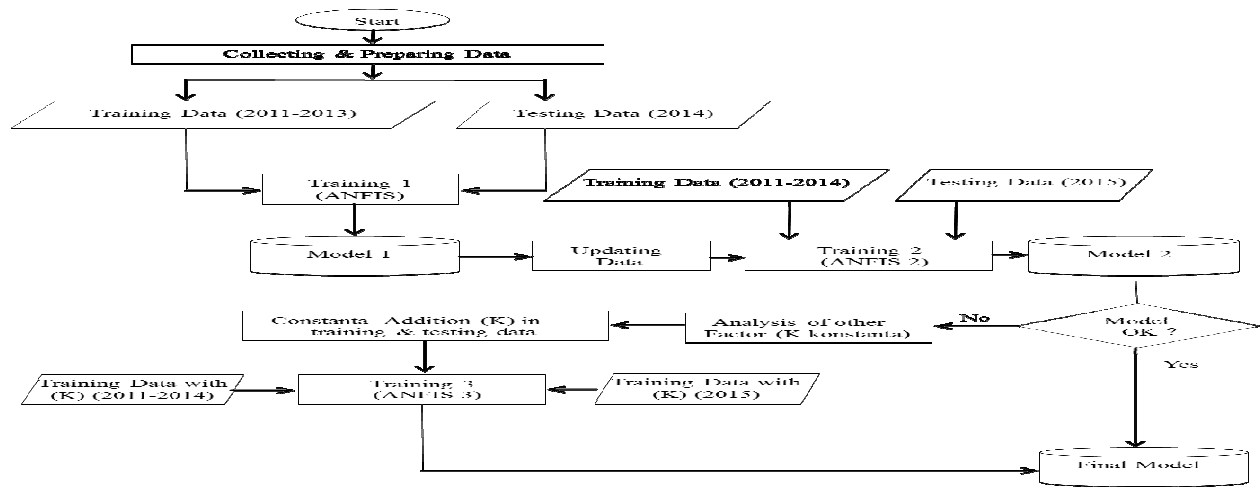 Start
Collecting & Preparing Data
Training Data (2011-2013)
Testing Data (2014)
Training 1
(ANFIS)
Training Data (2011-2014)
Testing Data (2015)
Model 1
Updating
Data
Training 2
(ANFIS 2)
Model 2
Constanta Addition (K) in
training & testing data
Analysis of other
Factor (K konstanta)
No
Model
OK ?
Yes
Training Data with
(K) (2011-2014)
Training 3
(ANFIS 3)
Training Data with
(K) (2015)
Final Model